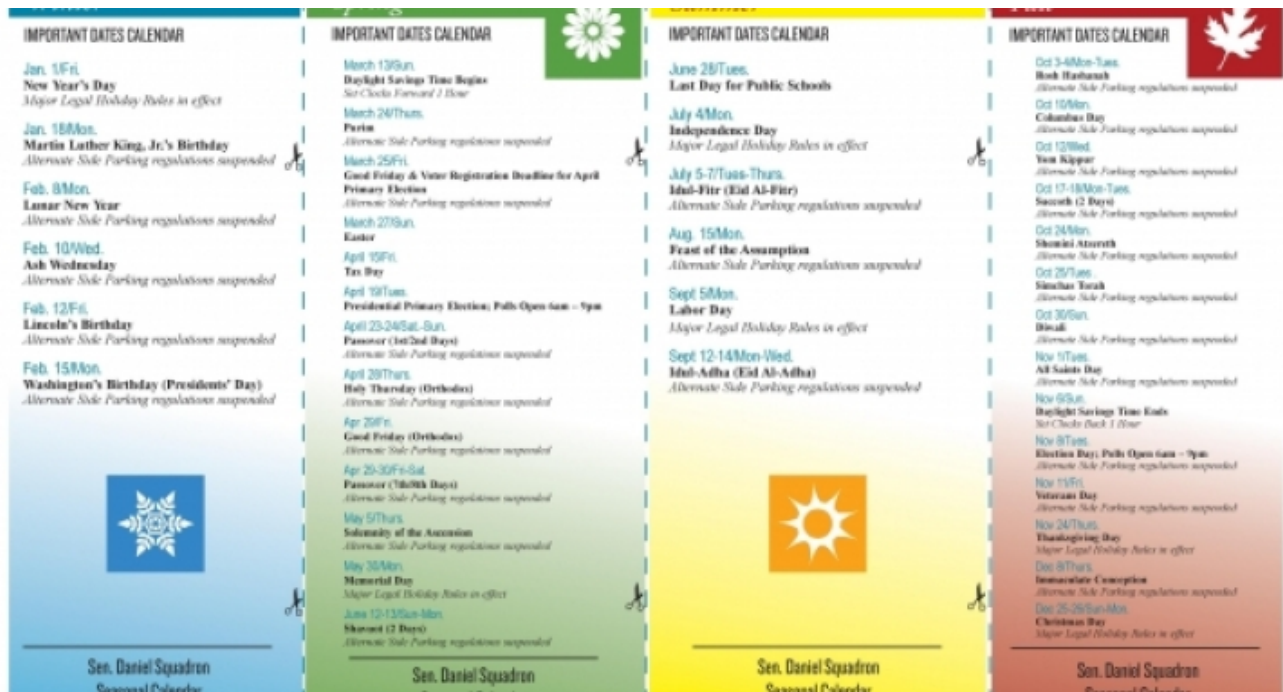 Spring
Summer
Fall
IMPORTANT DATES CALENDAR
Jan. 1/Fri.
New Year's Day
Major Legal Holiday Rules in effect
Jan. 18/Mon.
Martin Luther King, Jr.'s Birthday
Alternate Side Parking regulations suspended
Feb. 8/Mon.
Lunar New Year
Alternate Side Parking regulations suspended
Feb. 10/Wed.
Ash Wednesday
Alternate Side Parking regulations suspended
Feb. 12/Fri.
Lincoln's Birthday
Alternate Side Parking regulations suspended
Feb. 15/Mon.
Washington's Birthday (Presidents' Day)
Alternate Side Parking regulations suspended
Sen. Daniel Squadron
Seasonal Calendar
IMPORTANT DATES CALENDAR
March 13/Sun.
Daylight Savings Time Begins
Set Clocks Forward 1 Hour
March 24/Thurs.
Purim
Alternate Side Parking regulations suspended
March 25/Fri.
Good Friday & Voter Registration Deadline for April
Primary Election
Alternate Side Parking regulations suspended
March 27/Sun.
Easter
April 15/Fri.
Tax Day
April 19/Tues.
Presidential Primary Election; Polls Open 6am – 9pm
April 23-24/Sat.-Sun.
Passover (1st/2nd Days)
Alternate Side Parking regulations suspended
April 28/Thurs.
Holy Thursday (Orthodox)
Alternate Side Parking regulations suspended
Apr 29/Fri.
Good Friday (Orthodox)
Alternate Side Parking regulations suspended
Apr 29-30/Fri-Sat.
Passover (7th/8th Days)
Alternate Side Parking regulations suspended
May 5/Thurs.
Solemnity of the Ascension
Alternate Side Parking regulations suspended
May 30/Mon.
Memorial Day
Major Legal Holiday Rules in effect
June 12-13/Sun-Mon.
Shavuot (2 Days)
Alternate Side Parking regulations suspended
Sen. Daniel Squadron
Seasonal Calendar
IMPORTANT DATES CALENDAR
June 28/Tues.
Last Day for Public Schools
July 4/Mon.
Independence Day
Major Legal Holiday Rules in effect
July 5-7/Tues-Thurs.
Idul-Fitr (Eid Al-Fitr)
Alternate Side Parking regulations suspended
Aug. 15/Mon.
Feast of the Assumption
Alternate Side Parking regulations suspended
Sept 5/Mon.
Labor Day
Major Legal Holiday Rules in effect
Sept 12-14/Mon-Wed.
Idul-Adha (Eid Al-Adha)
Alternate Side Parking regulations suspended
Sen. Daniel Squadron
Seasonal Calendar
IMPORTANT DATES CALENDAR
Oct 3-4/Mon-Tues.
Rosh Hashanah
Alternate Side Parking regulations suspended
Oct 10/Mon.
Columbus Day
Alternate Side Parking regulations suspended
Oct 12/Wed.
Yom Kippur
Alternate Side Parking regulations suspended
Oct 17-18/Mon-Tues.
Succoth (2 Days)
Alternate Side Parking regulations suspended
Oct 24/Mon.
Shemini Atzereth
Alternate Side Parking regulations suspended
Oct 25/Tues.
Simchas Torah
Alternate Side Parking regulations suspended
Oct 30/Sun.
Diwali
Alternate Side Parking regulations suspended
Nov 1/Tues.
All Saints Day
Alternate Side Parking regulations suspended
Nov 6/Sun.
Daylight Savings Time Ends
Set Clocks Back 1 Hour
Nov 8/Tues.
Election Day; Polls Open 6am – 9pm
Alternate Side Parking regulations suspended
Nov 11/Fri.
Veterans Day
Alternate Side Parking regulations suspended
Nov 24/Thurs.
Thanksgiving Day
Major Legal Holiday Rules in effect
Dec 8/Thurs.
Immaculate Conception
Alternate Side Parking regulations suspended
Dec 25-26/Sun-Mon.
Christmas Day
Major Legal Holiday Rules in effect
Sen. Daniel Squadron